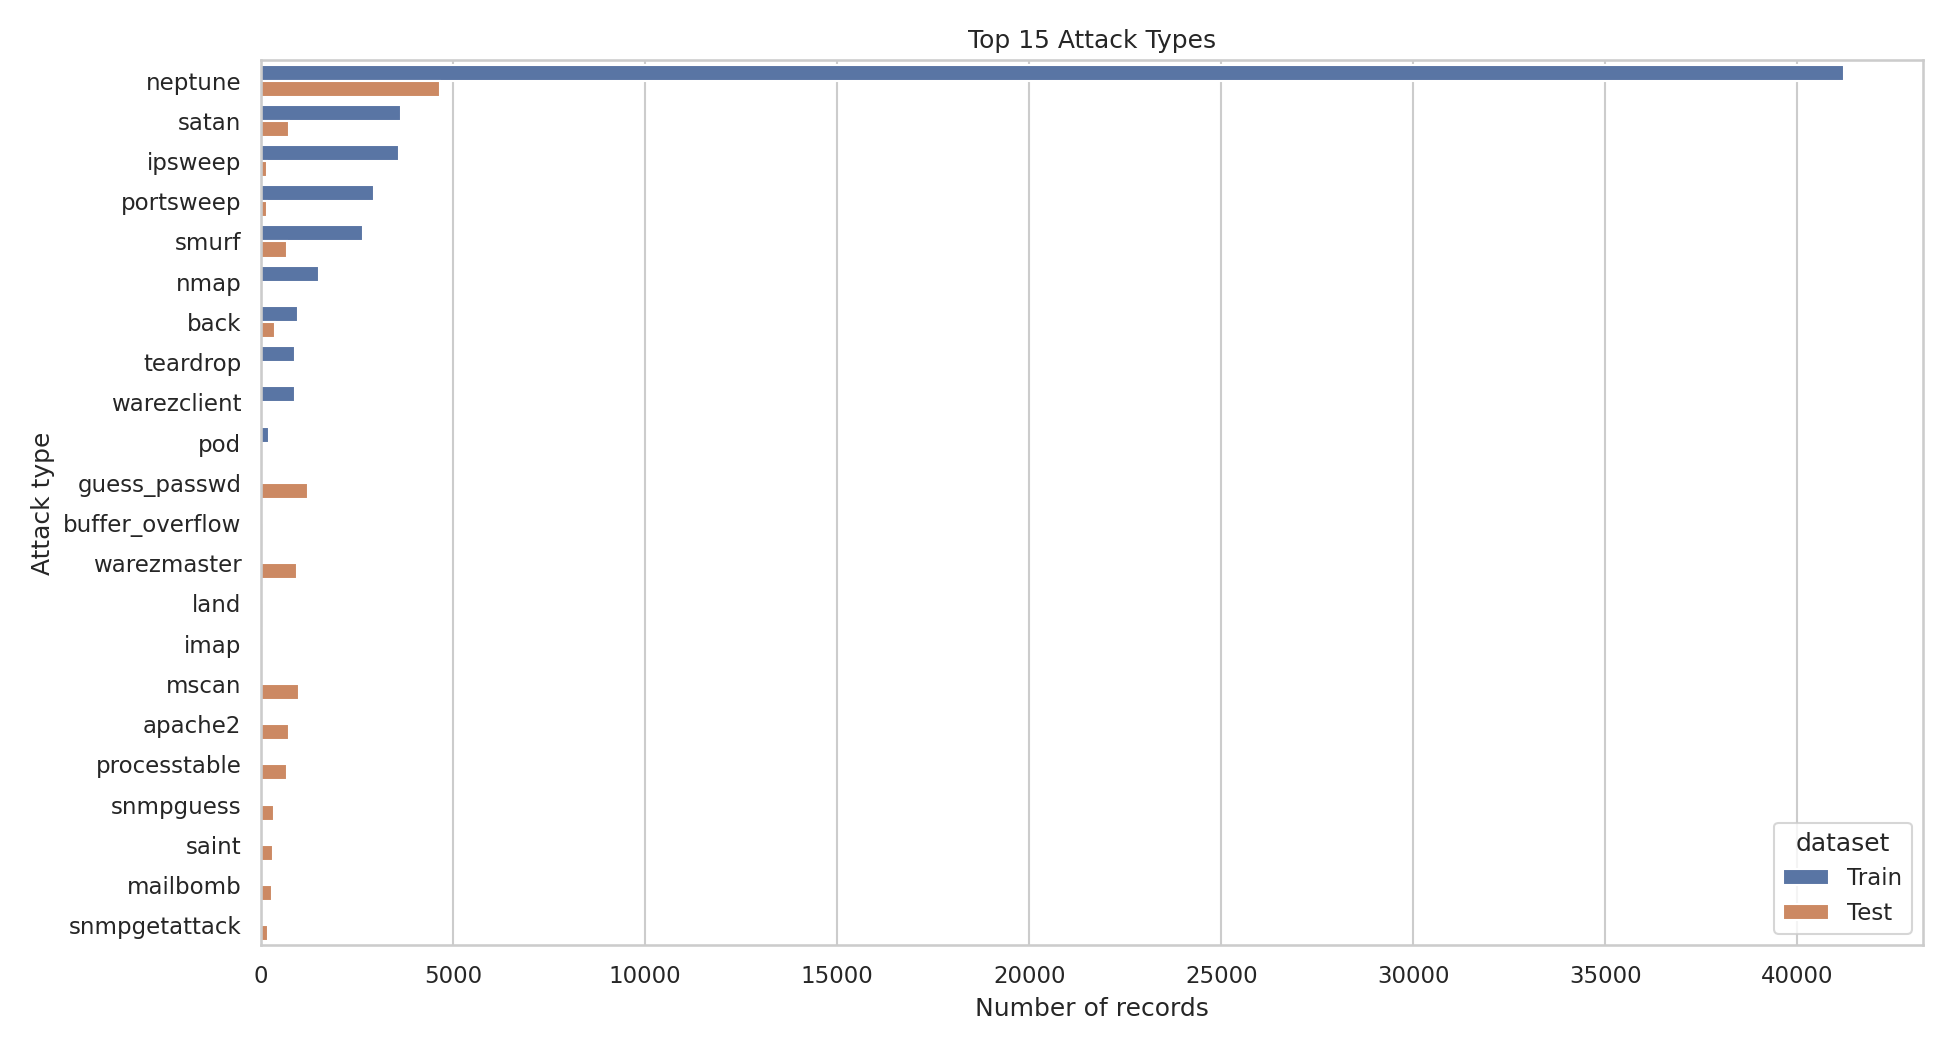 Top 15 Attack Types
Attack type
neptune
satan
ipsweep
portsweep
smurf
nmap
back
teardrop
warezclient
pod
guess_passwd
buffer_overflow
warezmaster
land
imap
mscan
apache2
processtable
snmpguess
saint
mailbomb
snmpgetattack
dataset
Train
Test
0 5000 10000 15000 20000 25000 30000 35000 40000
Number of records